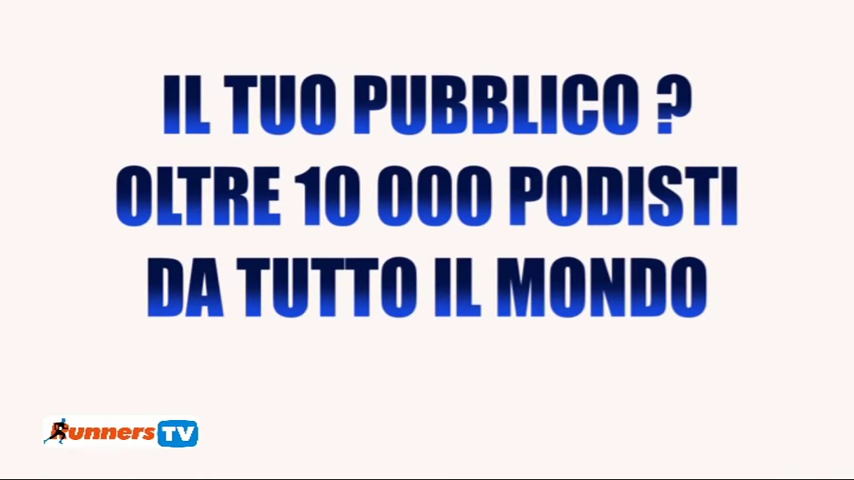 IL TUO PUBBLICO ?
OLTRE 10 000 PODISTI
DA TUTTO IL MONDO
Runners TV